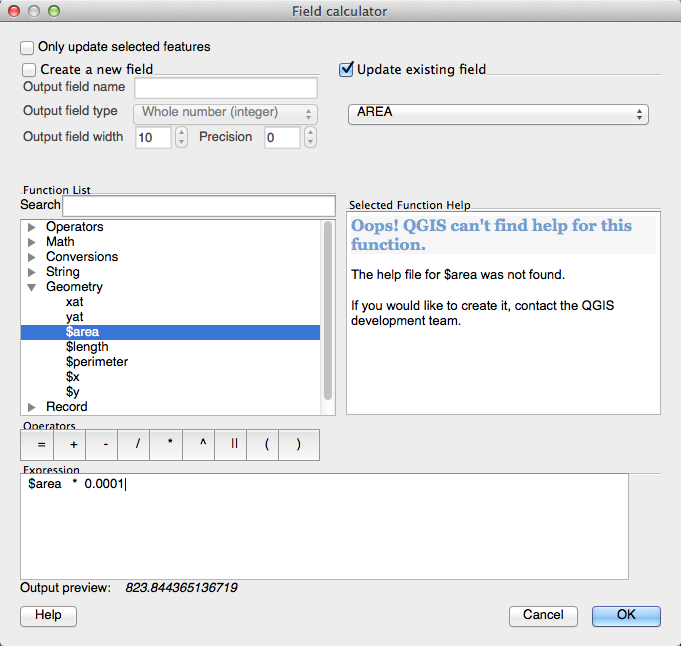 Field calculator
Only update selected features
Create a new field
Update existing field
Output field name
Output field type Whole number (integer)
AREA
Output field width 10 Precision 0
Function List
Search
Selected Function Help
Operators
Math
Conversions
String
Geometry
xat
yat
$area
$length
$perimeter
$x
$y
Record
Oops! QGIS can't find help for this
function.
The help file for $area was not found.
If you would like to create it, contact the QGIS
development team.
Operators
= + - / * ^ || ( )
Expression
$area * 0.0001
Output preview: 823.844365136719
Help Cancel OK